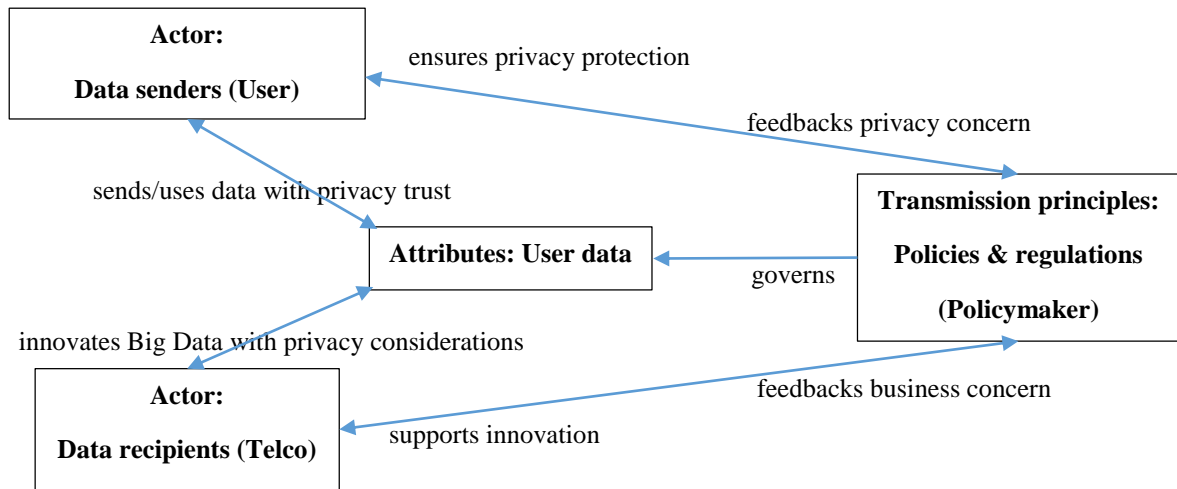 Actor:
Data senders (User)
ensures privacy protection
feedbacks privacy concern
sends/uses data with privacy trust
Transmission principles:
Policies & regulations
(Policymaker)
Attributes: User data
governs
innovates Big Data with privacy considerations
Actor:
Data recipients (Telco)
feedbacks business concern
supports innovation